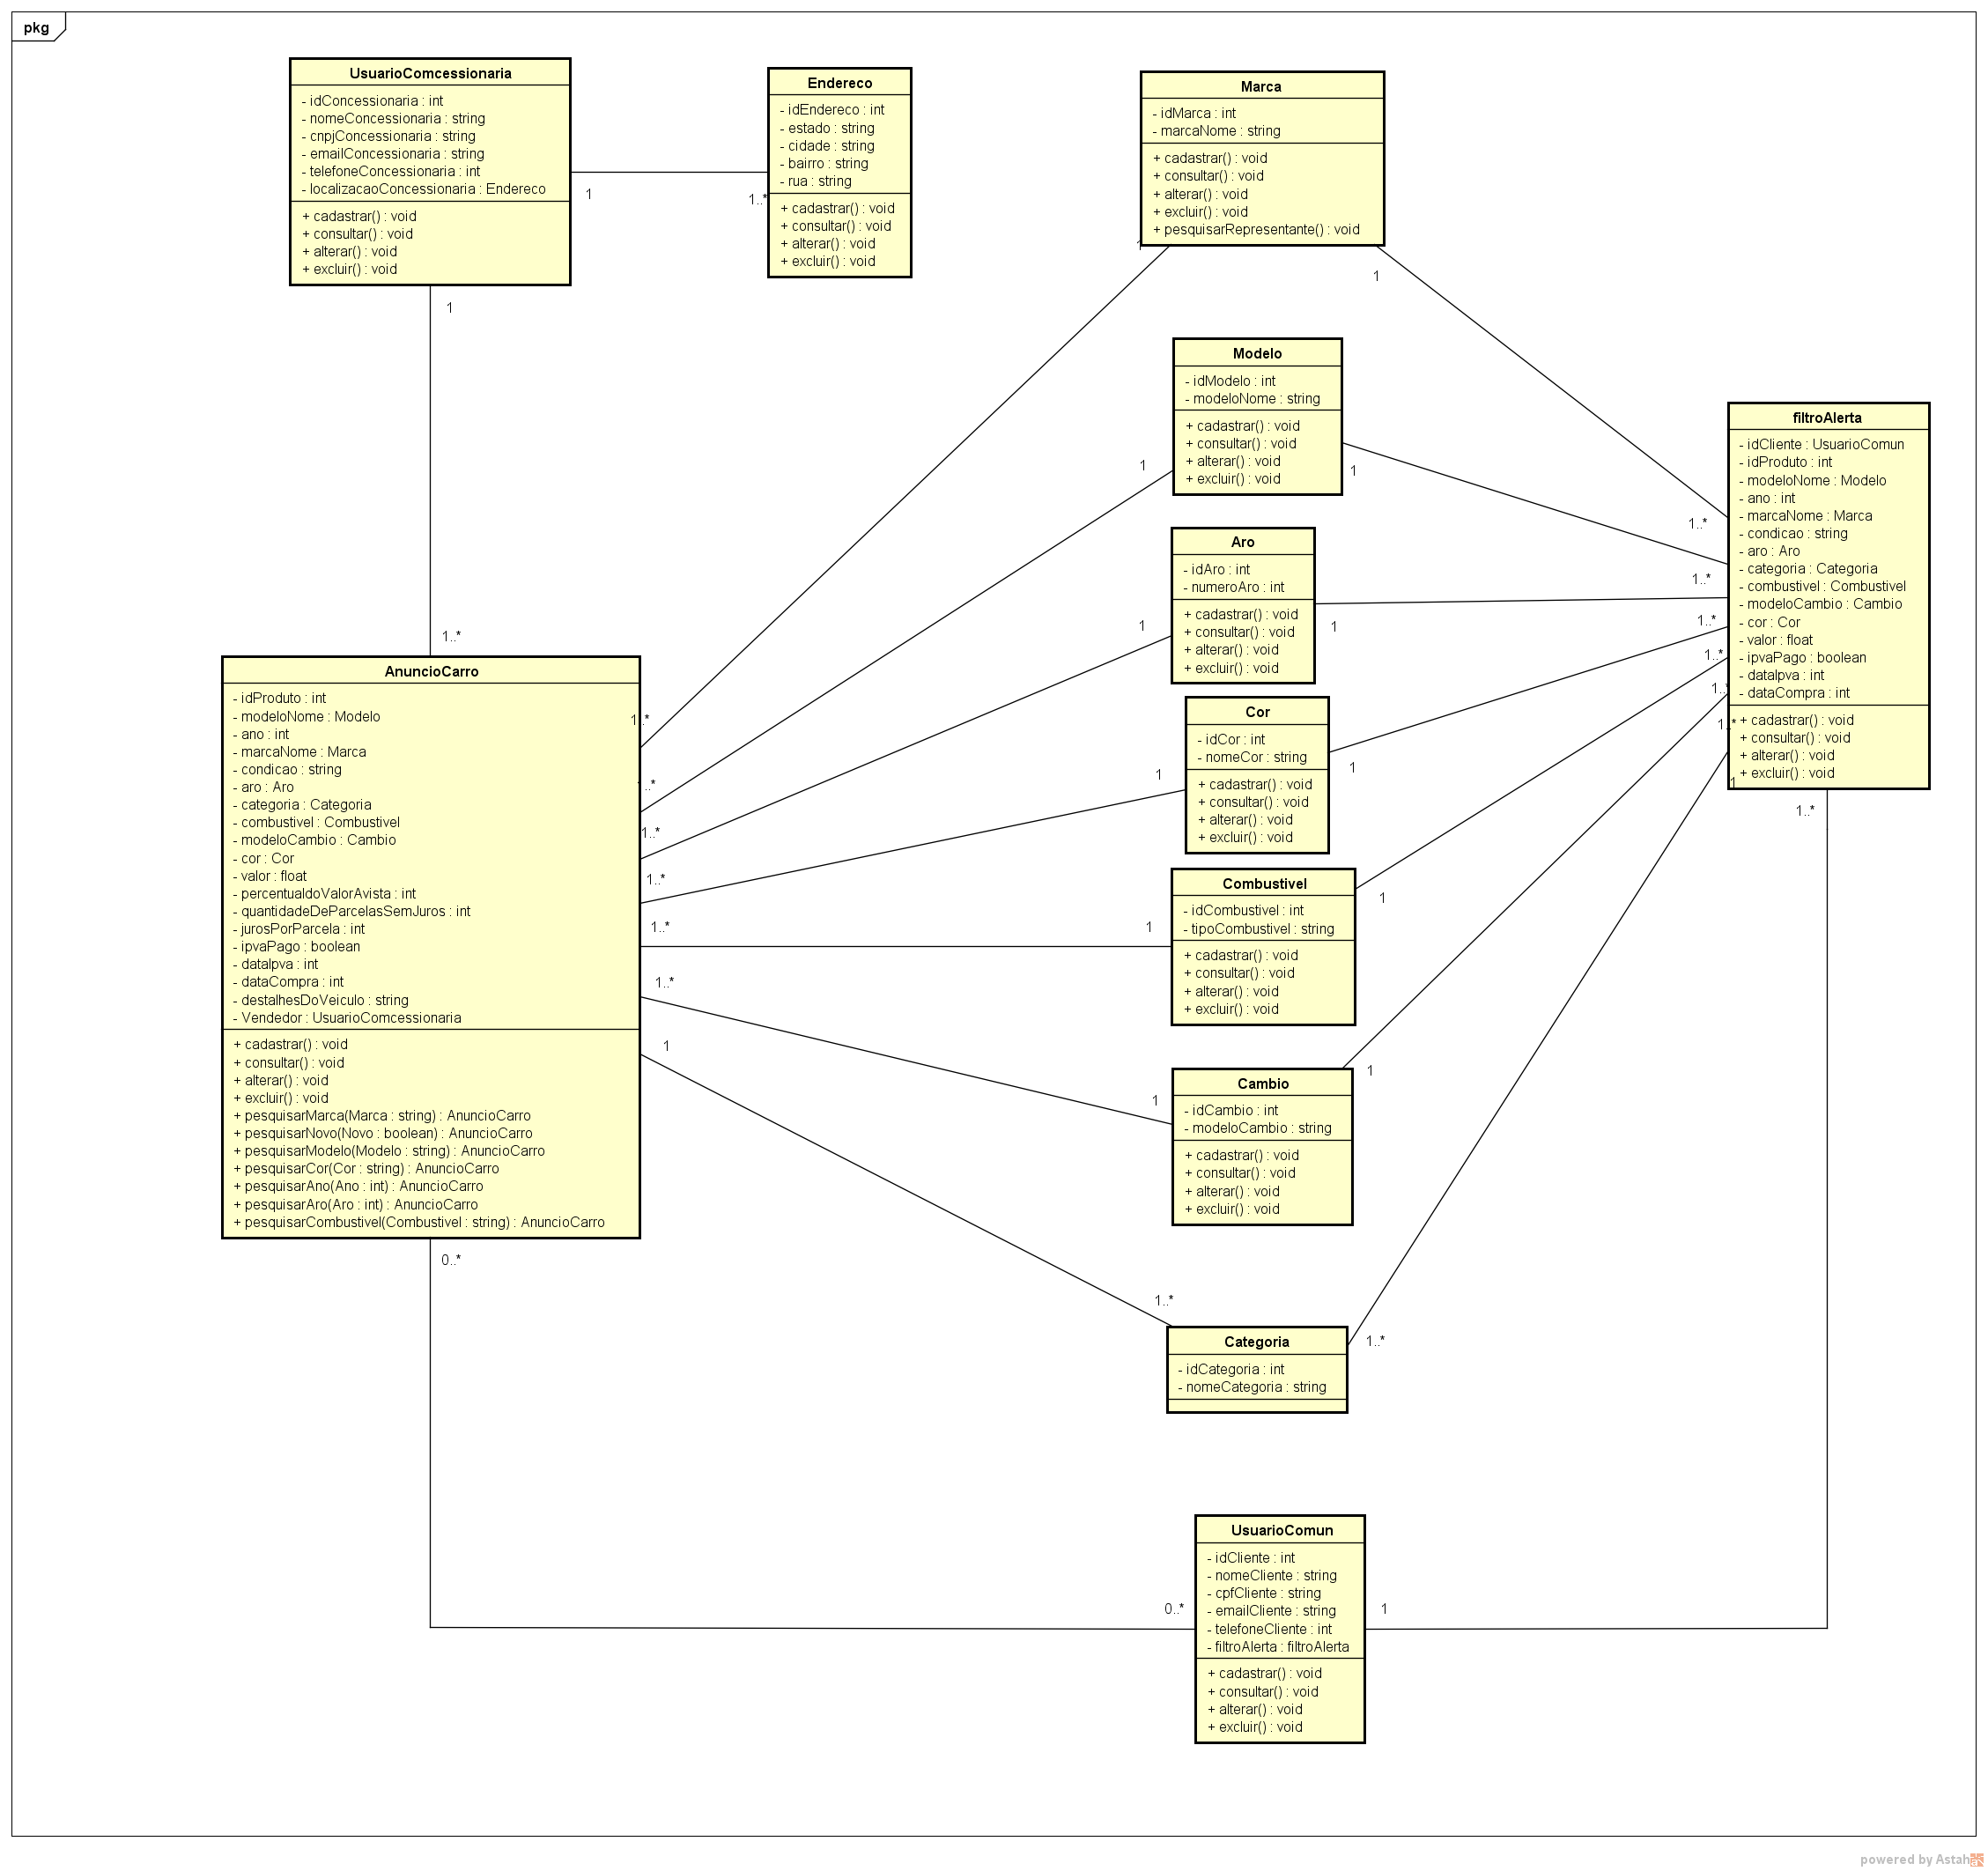 pkg
UsuarioComcessionaria
- idConcessionaria : int
- nomeConcessionaria : string
- cnpjConcessionaria : string
- emailConcessionaria : string
- telefoneConcessionaria : int
- localizacaoConcessionaria : Endereco
+ cadastrar() : void
+ consultar() : void
+ alterar() : void
+ excluir() : void
1
1..*
1
1..*
Endereco
- idEndereco : int
- estado : string
- cidade : string
- bairro : string
- rua : string
+ cadastrar() : void
+ consultar() : void
+ alterar() : void
+ excluir() : void
Marca
- idMarca : int
- marcaNome : string
+ cadastrar() : void
+ consultar() : void
+ alterar() : void
+ excluir() : void
+ pesquisarRepresentante() : void
1
1
Modelo
- idModelo : int
- modeloNome : string
+ cadastrar() : void
+ consultar() : void
+ alterar() : void
+ excluir() : void
1
1
Aro
- idAro : int
- numeroAro : int
+ cadastrar() : void
+ consultar() : void
+ alterar() : void
+ excluir() : void
1
1
Cor
- idCor : int
- nomeCor : string
+ cadastrar() : void
+ consultar() : void
+ alterar() : void
+ excluir() : void
1
1
Combustivel
- idCombustivel : int
- tipoCombustivel : string
+ cadastrar() : void
+ consultar() : void
+ alterar() : void
+ excluir() : void
1
1
Cambio
- idCambio : int
- modeloCambio : string
+ cadastrar() : void
+ consultar() : void
+ alterar() : void
+ excluir() : void
1
1
Categoria
- idCategoria : int
- nomeCategoria : string
1..*
1..*
filtroAlerta
- idCliente : UsuarioComun
- idProduto : int
- modeloNome : Modelo
- ano : int
- marcaNome : Marca
- condicao : string
- aro : Aro
- categoria : Categoria
- combustivel : Combustivel
- modeloCambio : Cambio
- cor : Cor
- valor : float
- ipvaPago : boolean
- dataIpva : int
- dataCompra : int
+ cadastrar() : void
+ consultar() : void
+ alterar() : void
+ excluir() : void
1..*
1..*
1..*
1..*
1..
1..*
1
1..*
AnuncioCarro
- idProduto : int
- modeloNome : Modelo
- ano : int
- marcaNome : Marca
- condicao : string
- aro : Aro
- categoria : Categoria
- combustivel : Combustivel
- modeloCambio : Cambio
- cor : Cor
- valor : float
- percentualdoValorAvista : int
- quantidadeDeParcelasSemJuros : int
- jurosPorParcela : int
- ipvaPago : boolean
- dataIpva : int
- dataCompra : int
- destalhesDoVeiculo : string
- Vendedor : UsuarioComcessionaria
+ cadastrar() : void
+ consultar() : void
+ alterar() : void
+ excluir() : void
+ pesquisarMarca(Marca : string) : AnuncioCarro
+ pesquisarNovo(Novo : boolean) : AnuncioCarro
+ pesquisarModelo(Modelo : string) : AnuncioCarro
+ pesquisarCor(Cor : string) : AnuncioCarro
+ pesquisarAno(Ano : int) : AnuncioCarro
+ pesquisarAro(Aro : int) : AnuncioCarro
+ pesquisarCombustivel(Combustivel : string) : AnuncioCarro
1..*
1..*
1..*
1..*
1..*
1
0..*
UsuarioComun
- idCliente : int
- nomeCliente : string
- cpfCliente : string
- emailCliente : string
- telefoneCliente : int
- filtroAlerta : filtroAlerta
+ cadastrar() : void
+ consultar() : void
+ alterar() : void
+ excluir() : void
0..*
1
powered by Astah